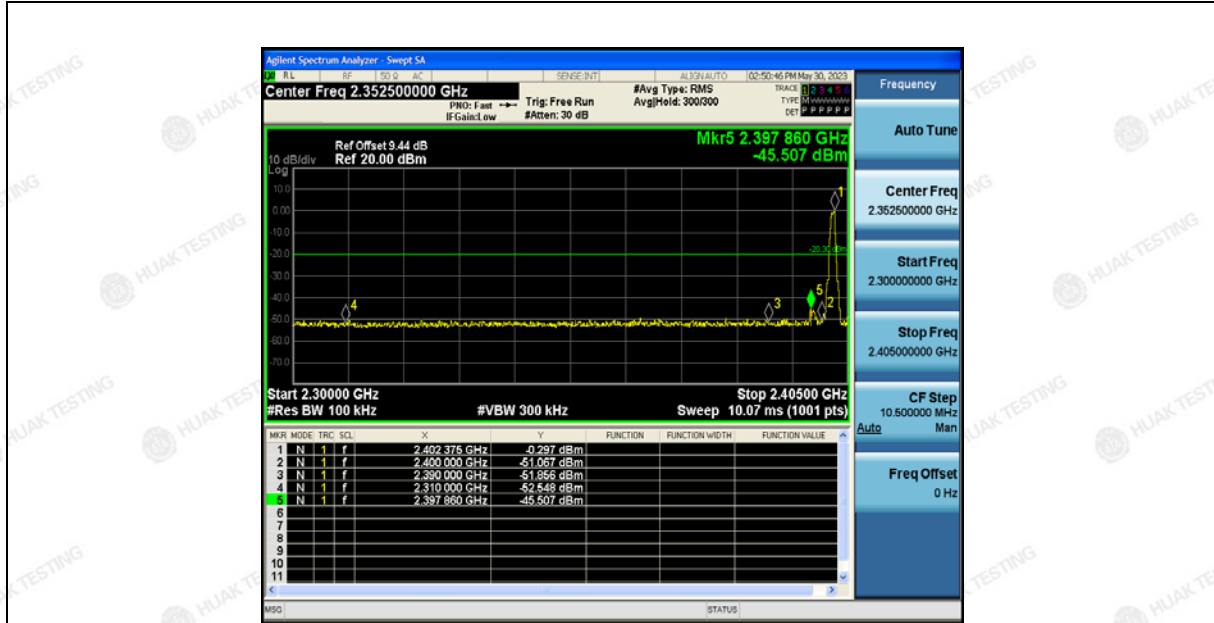 Agilent Spectrum Analyzer - Swept SA
RL RF 50 Ω AC SENSE:INT ALIGN AUTO 02:50:46 PM May 30, 2023
Center Freq 2.352500000 GHz #Avg Type: RMS TRACE 1 2 3 4 5 6
PNO: Fast Trig: Free Run Avg|Hold: 300/300 TYPE M
IFGain:Low #Atten: 30 dB DET P P P P P P
Mkr5 2.397 860 GHz
-45.507 dBm
Ref Offset 9.44 dB
10 dB/div Ref 20.00 dBm
Log
10.0
0.00
-10.0
-20.0
-30.0
-40.0
-50.0
-60.0
-70.0
1
-20.30 dBm
4
3
5
2
Start 2.30000 GHz Stop 2.40500 GHz
#Res BW 100 kHz #VBW 300 kHz Sweep 10.07 ms (1001 pts)
MKR MODE TRC SCL X Y FUNCTION FUNCTION WIDTH FUNCTION VALUE
1 N 1 f 2.402 375 GHz -0.297 dBm
2 N 1 f 2.400 000 GHz -51.067 dBm
3 N 1 f 2.390 000 GHz -51.856 dBm
4 N 1 f 2.310 000 GHz -52.548 dBm
5 N 1 f 2.397 860 GHz -45.507 dBm
6
7
8
9
10
11
MSG STATUS
Frequency
Auto Tune
Center Freq
2.352500000 GHz
Start Freq
2.300000000 GHz
Stop Freq
2.405000000 GHz
CF Step
10.500000 MHz
Auto Man
Freq Offset
0 Hz
HUAK TESTING